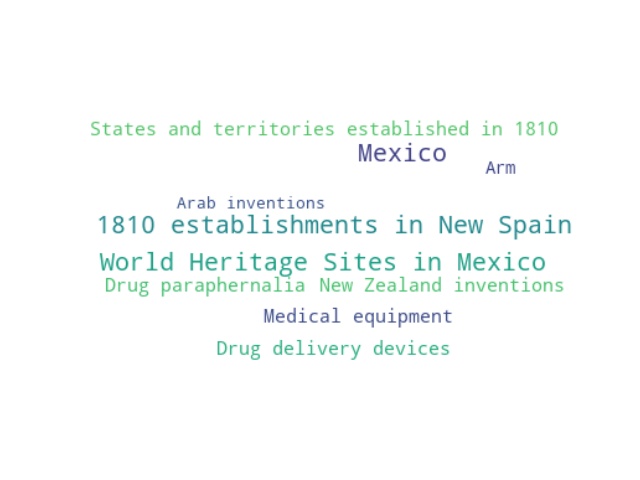 States and territories established in 1810
Mexico
Arm
Arab inventions
1810 establishments in New Spain
World Heritage Sites in Mexico
Drug paraphernalia New Zealand inventions
Medical equipment
Drug delivery devices